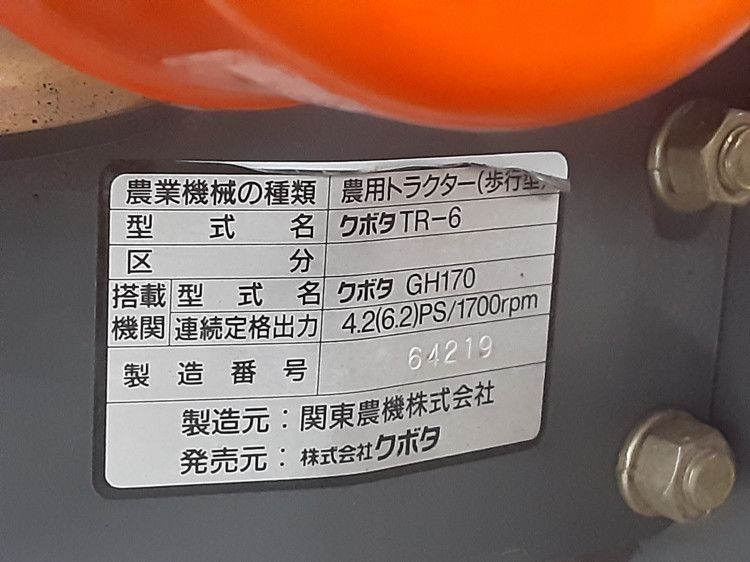 農業機械の種類 農用トラクター(歩行型)
型式名 クボタ TR-6
区分
搭載機関 型式名 クボタ GH170
連続定格出力 4.2(6.2)PS/1700rpm
製造番号 64219
製造元：関東農機株式会社
発売元：株式会社クボタ